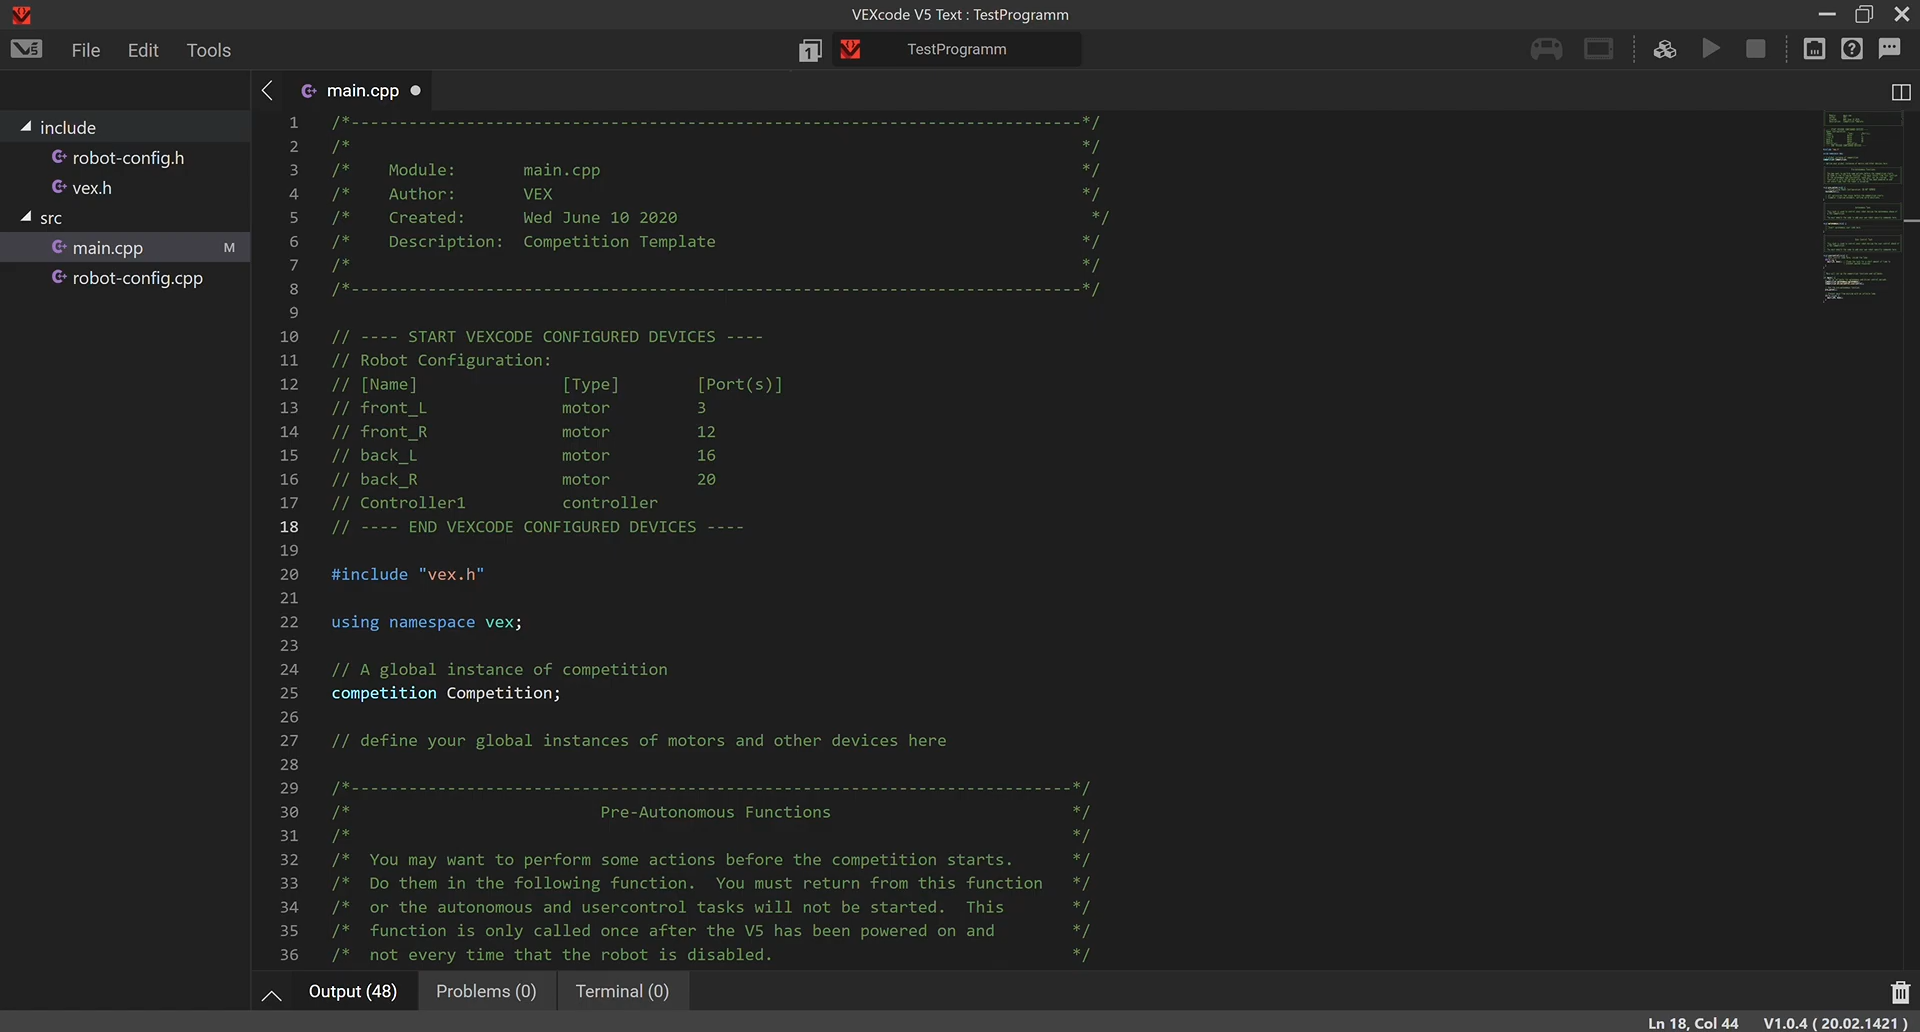 VEXcode V5 Text : TestProgramm
V5 File Edit Tools 1 TestProgramm
main.cpp
include
robot-config.h
vex.h
src
main.cpp M
robot-config.cpp
1 /*----------------------------------------------------------------------------*/
2 /*                                                                            */
3 /*    Module:       main.cpp                                                  */
4 /*    Author:       VEX                                                       */
5 /*    Created:      Wed June 10 2020                                           */
6 /*    Description:  Competition Template                                      */
7 /*                                                                            */
8 /*----------------------------------------------------------------------------*/
9
10 // ---- START VEXCODE CONFIGURED DEVICES ----
11 // Robot Configuration:
12 // [Name]               [Type]        [Port(s)]
13 // front_L              motor         3
14 // front_R              motor         12
15 // back_L               motor         16
16 // back_R               motor         20
17 // Controller1          controller
18 // ---- END VEXCODE CONFIGURED DEVICES ----
19
20 #include "vex.h"
21
22 using namespace vex;
23
24 // A global instance of competition
25 competition Competition;
26
27 // define your global instances of motors and other devices here
28
29 /*---------------------------------------------------------------------------*/
30 /*                          Pre-Autonomous Functions                         */
31 /*                                                                           */
32 /*  You may want to perform some actions before the competition starts.      */
33 /*  Do them in the following function.  You must return from this function   */
34 /*  or the autonomous and usercontrol tasks will not be started.  This       */
35 /*  function is only called once after the V5 has been powered on and        */
36 /*  not every time that the robot is disabled.                               */
Output (48) Problems (0) Terminal (0)
Ln 18, Col 44 V1.0.4 ( 20.02.1421 )